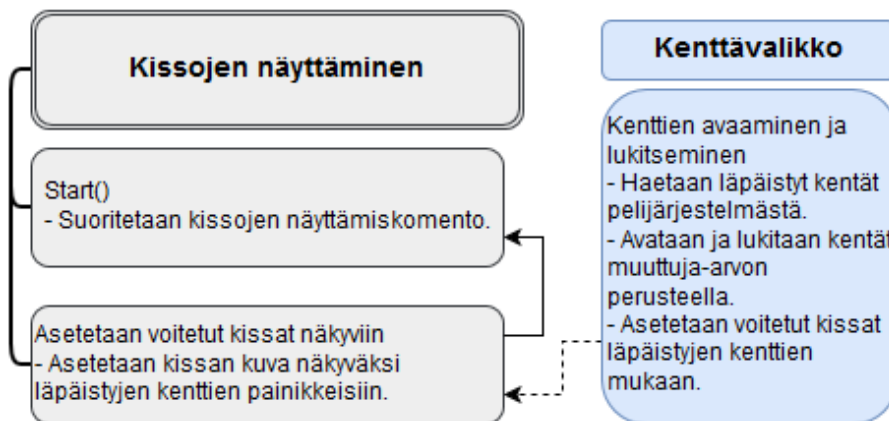 Kissojen näyttäminen
Start()
- Suoritetaan kissojen näyttämiskomento.
Asetetaan voitetut kissat näkyviin
- Asetetaan kissan kuva näkyväksi
läpäistyjen kenttien painikkeisiin.
Kenttävalikko
Kenttien avaaminen ja
lukitseminen
- Haetaan läpäistyt kentät
pelijärjestelmästä.
- Avataan ja lukitaan kentät
muuttuja-arvon
perusteella.
- Asetetaan voitetut kissat
läpäistyjen kenttien
mukaan.